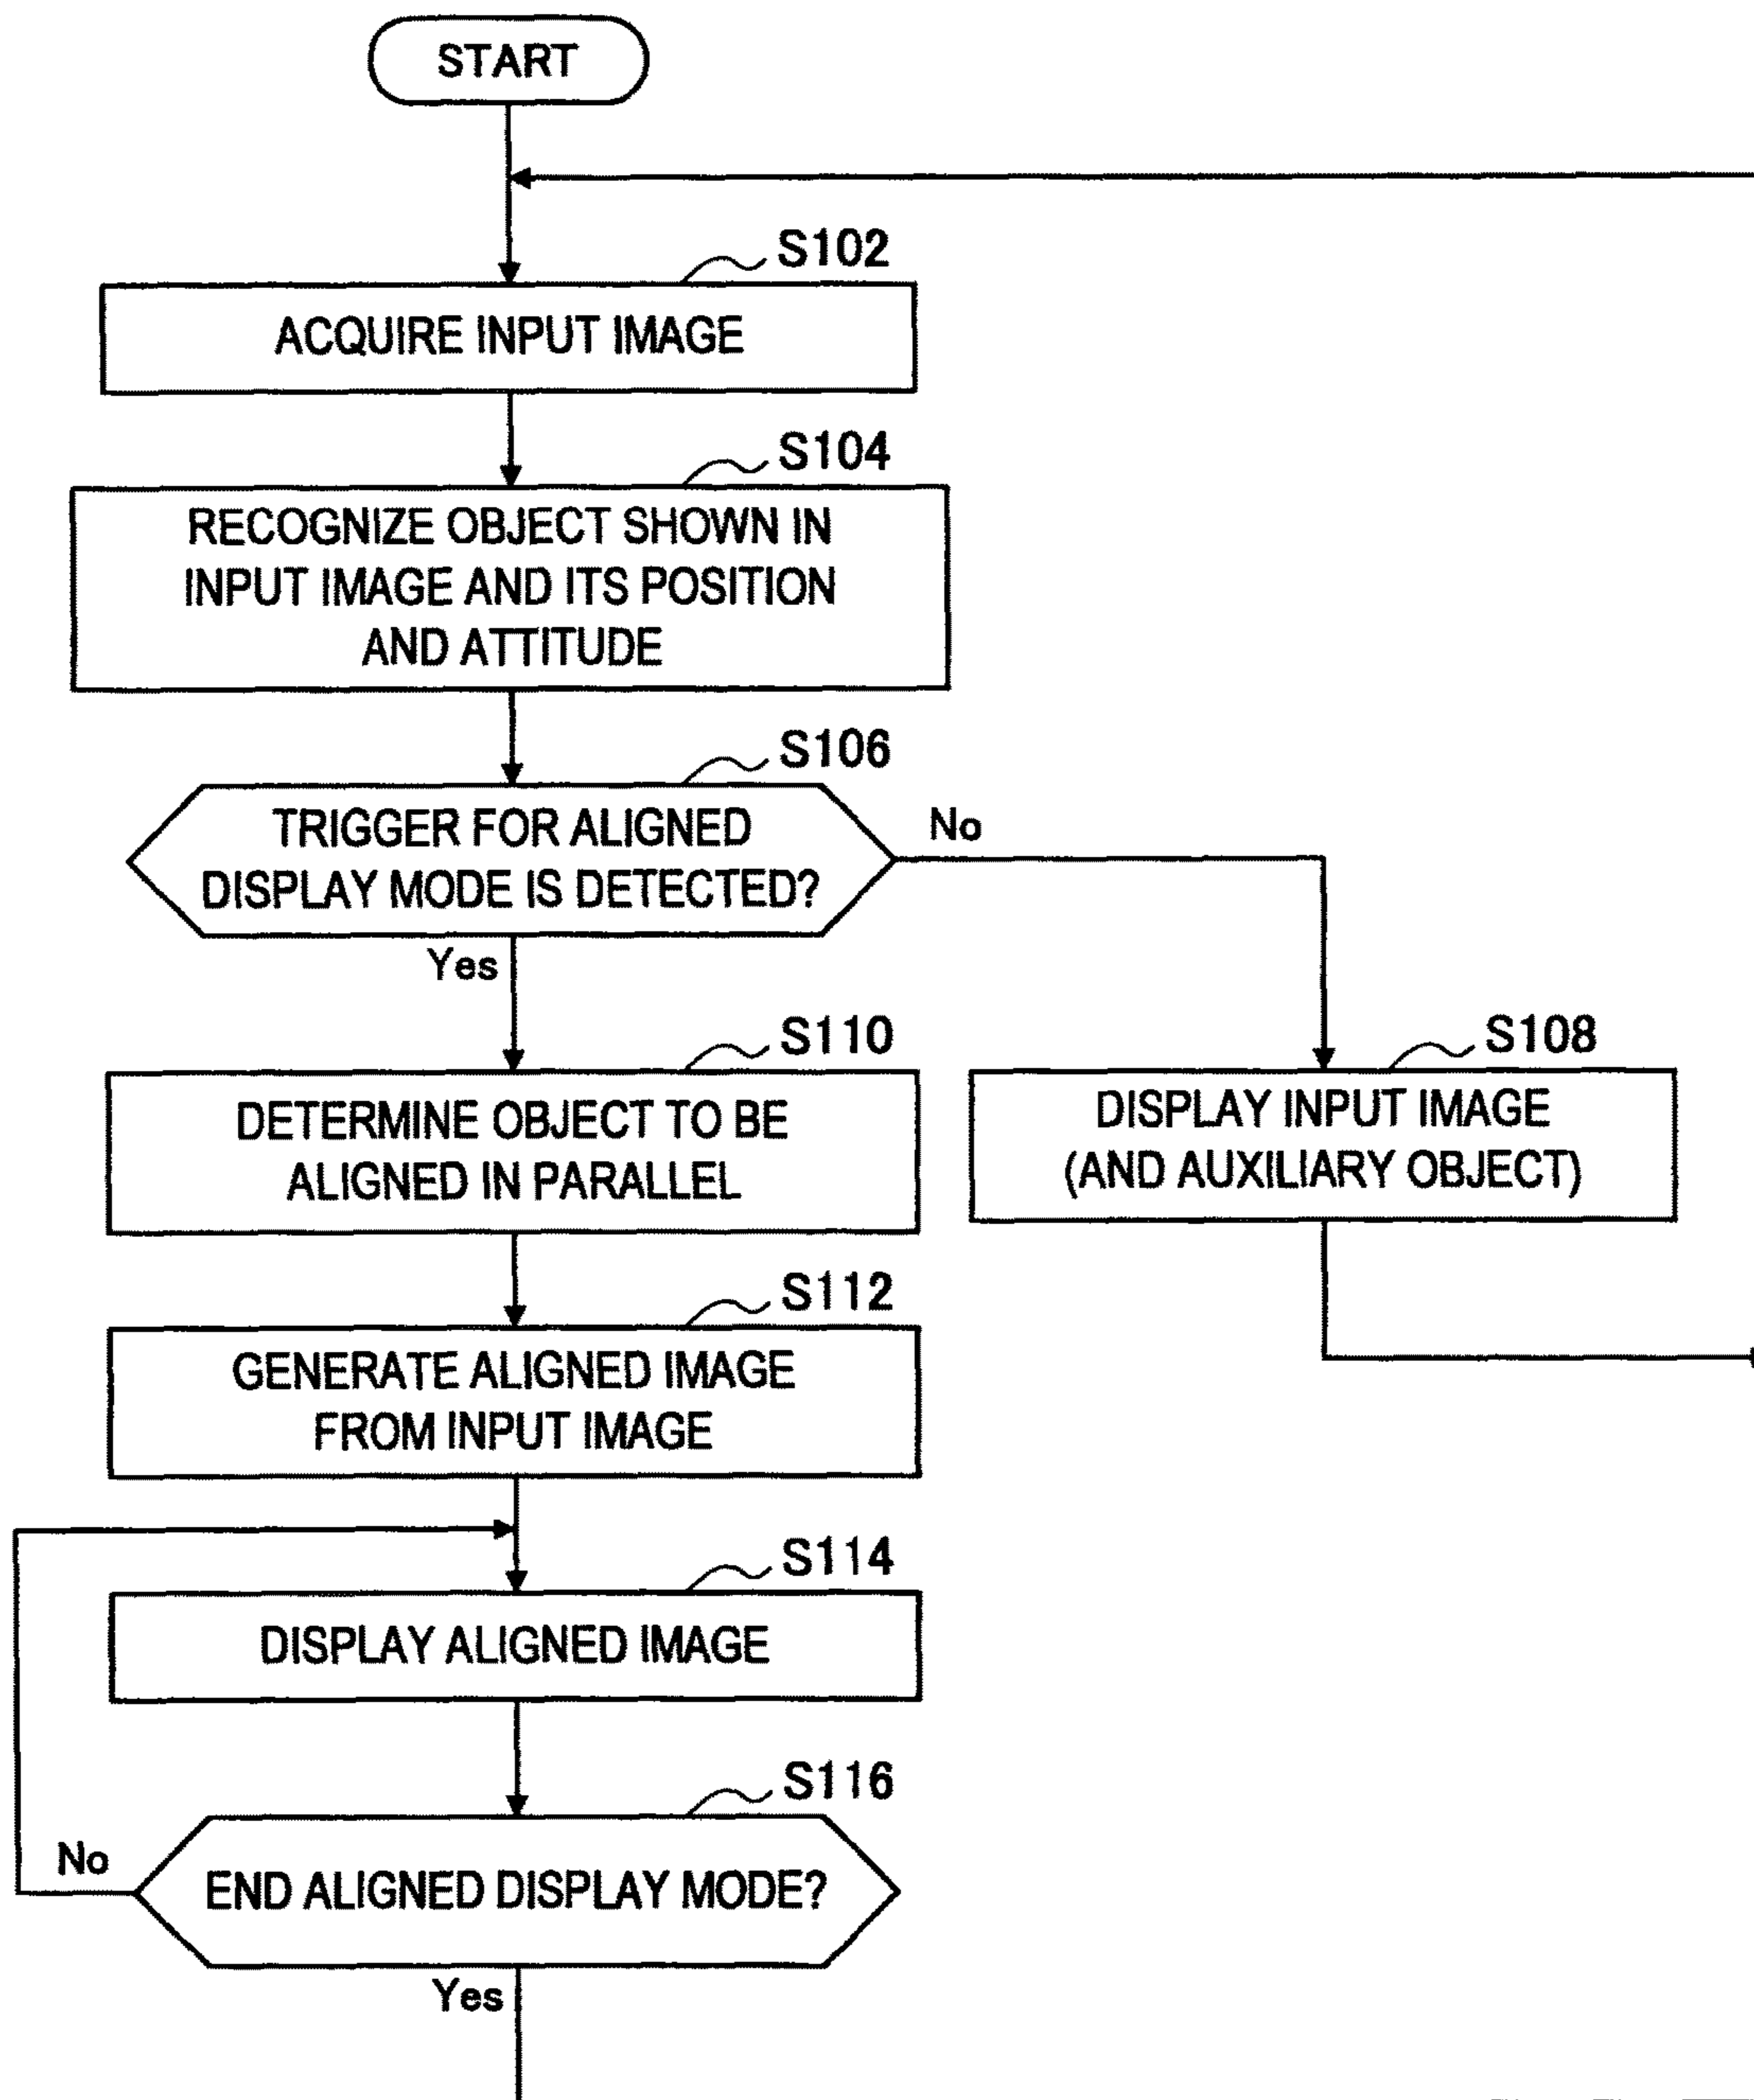 START
S102
ACQUIRE INPUT IMAGE
S104
RECOGNIZE OBJECT SHOWN IN
INPUT IMAGE AND ITS POSITION
AND ATTITUDE
S106
TRIGGER FOR ALIGNED
DISPLAY MODE IS DETECTED?
No
Yes
S110
DETERMINE OBJECT TO BE
ALIGNED IN PARALLEL
S108
DISPLAY INPUT IMAGE
(AND AUXILIARY OBJECT)
S112
GENERATE ALIGNED IMAGE
FROM INPUT IMAGE
S114
DISPLAY ALIGNED IMAGE
S116
No
END ALIGNED DISPLAY MODE?
Yes